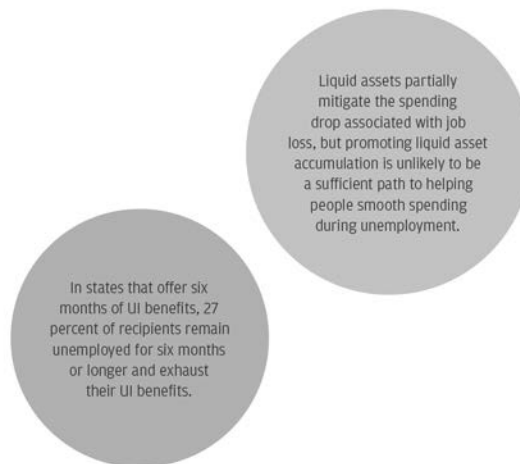 Liquid assets partially
mitigate the spending
drop associated with job
loss, but promoting liquid asset
accumulation is unlikely to be
a sufficient path to helping
people smooth spending
during unemployment.
In states that offer six
months of UI benefits, 27
percent of recipients remain
unemployed for six months
or longer and exhaust
their UI benefits.